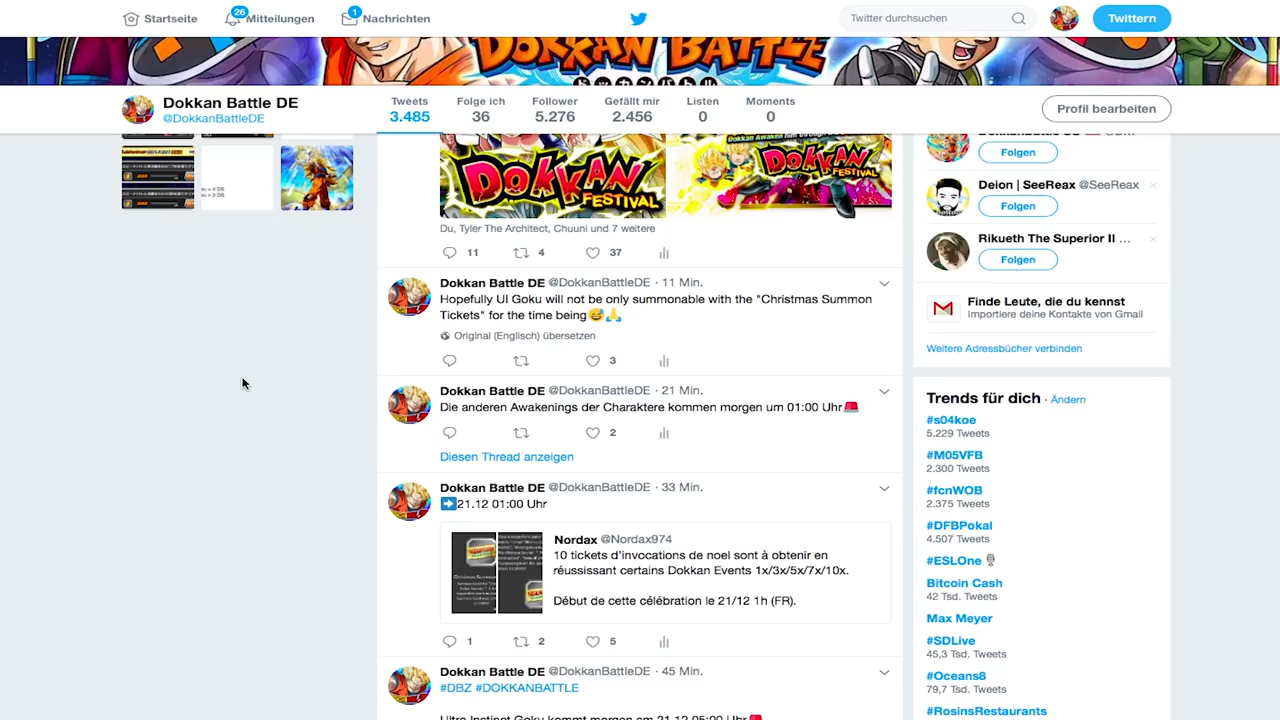 Startseite
26
Mitteilungen
1
Nachrichten
Twitter durchsuchen
Twittern
DOKKAN BATTLE
ドッカンバトル
Dokkan Battle DE
@DokkanBattleDE
Tweets
3.485
Folge ich
36
Follower
5.276
Gefällt mir
2.456
Listen
0
Moments
0
Profil bearbeiten
DOKKAN
FESTIVAL
DOKKAN
FESTIVAL
Du, Tyler The Architect, Chuuni und 7 weitere
11 4 37
Dokkan Battle DE @DokkanBattleDE · 11 Min.
Hopefully UI Goku will not be only summonable with the "Christmas Summon
Tickets" for the time being😅🙏
Original (Englisch) übersetzen
3
Dokkan Battle DE @DokkanBattleDE · 21 Min.
Die anderen Awakenings der Charaktere kommen morgen um 01:00 Uhr🚨
2
Diesen Thread anzeigen
Dokkan Battle DE @DokkanBattleDE · 33 Min.
➡️21.12 01:00 Uhr
Nordax @Nordax974
10 tickets d'invocations de noel sont à obtenir en
réussissant certains Dokkan Events 1x/3x/5x/7x/10x.
Début de cette célébration le 21/12 1h (FR).
1 2 5
Dokkan Battle DE @DokkanBattleDE · 45 Min.
#DBZ #DOKKANBATTLE
Ultra Instinct Goku kommt morgen am 21.12 05:00 Uhr🚨
Folgen
Deion | SeeReax @SeeReax
Folgen
Rikueth The Superior II ...
Folgen
Finde Leute, die du kennst
Importiere deine Kontakte von Gmail
Weitere Adressbücher verbinden
Trends für dich · Ändern
#s04koe
5.229 Tweets
#M05VFB
2.300 Tweets
#fcnWOB
2.375 Tweets
#DFBPokal
4.507 Tweets
#ESLOne
Bitcoin Cash
42 Tsd. Tweets
Max Meyer
#SDLive
45,3 Tsd. Tweets
#Oceans8
79,7 Tsd. Tweets
#RosinsRestaurants